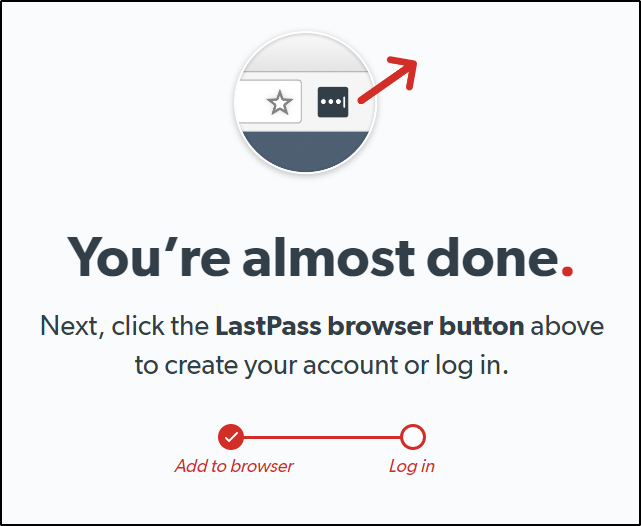 You’re almost done.
Next, click the LastPass browser button above
to create your account or log in.
Add to browser
Log in